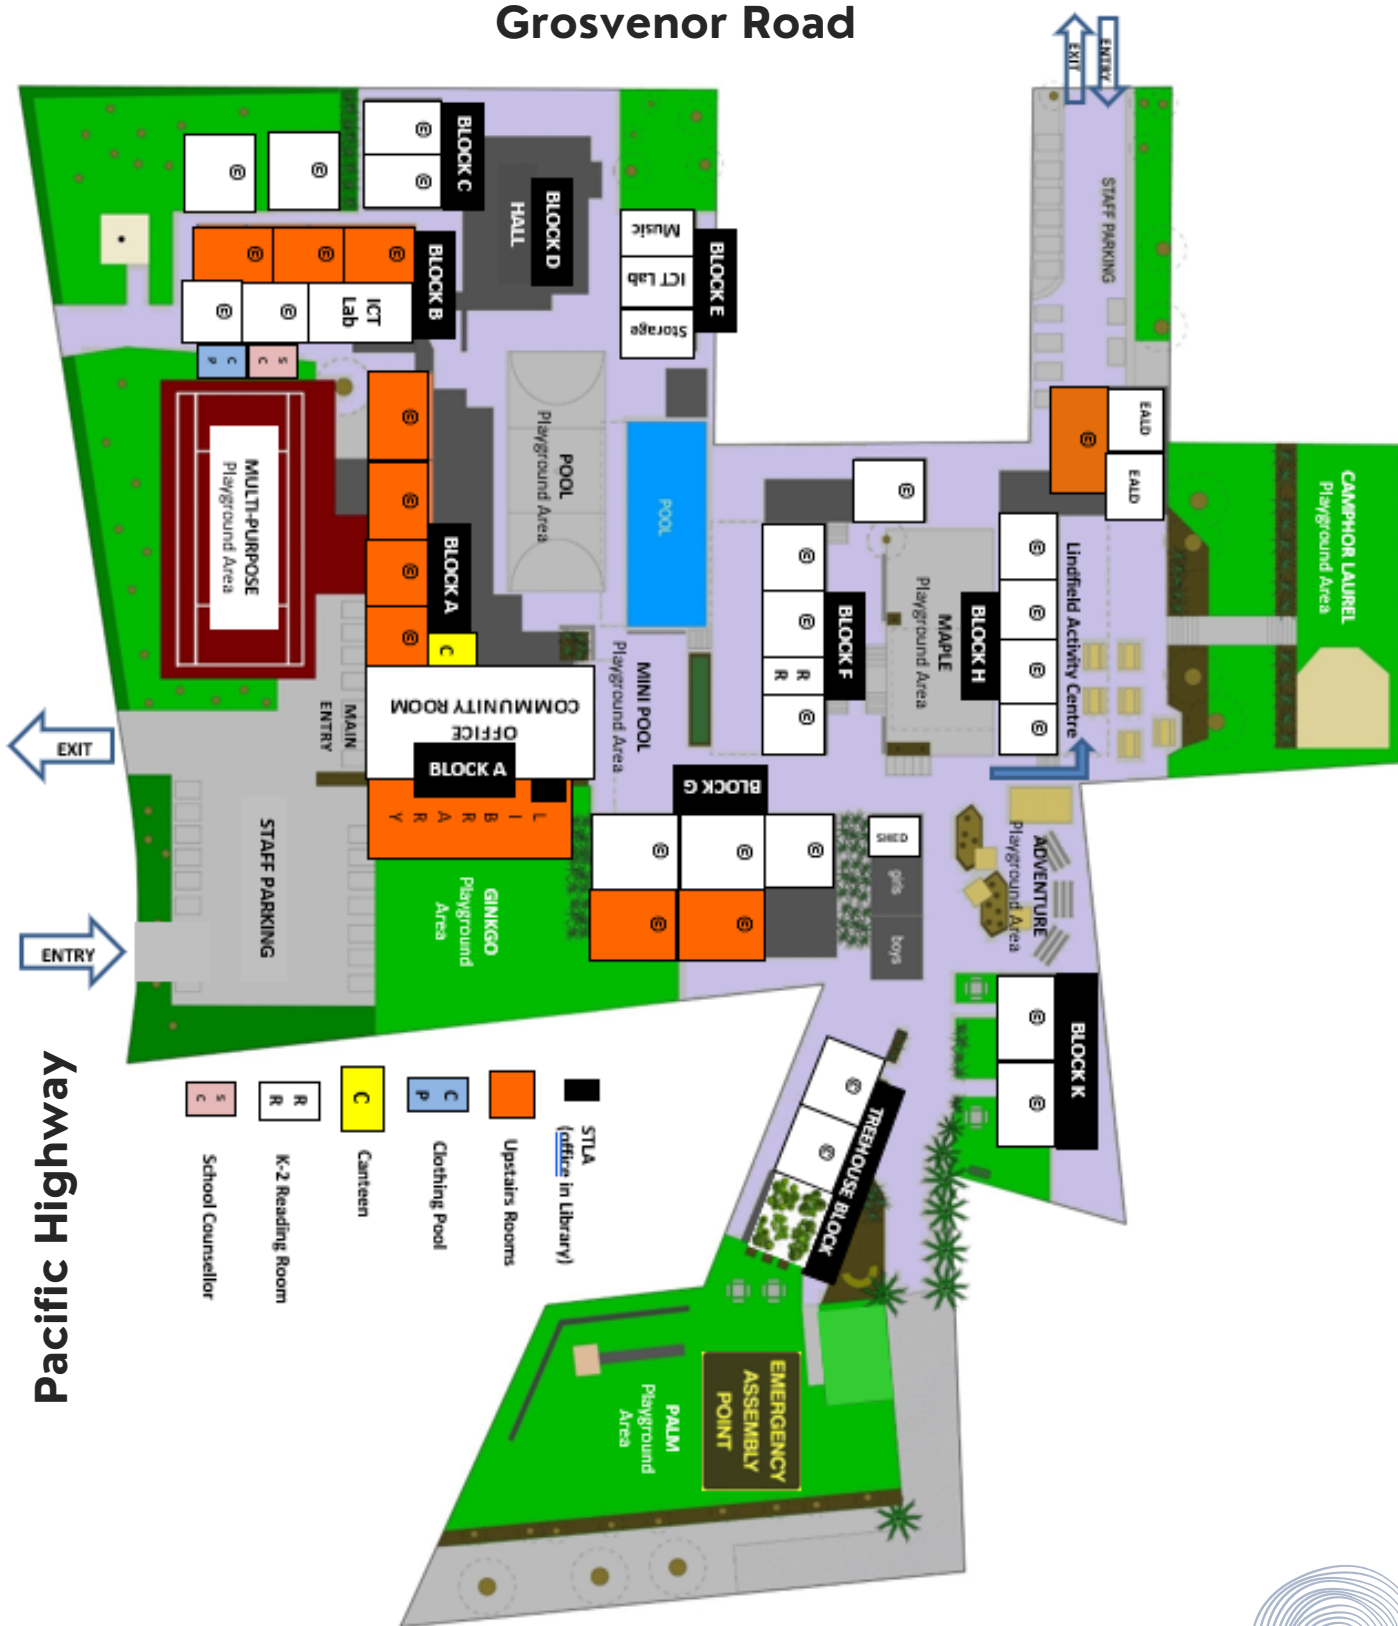 Grosvenor Road
EXIT
ENTRY
STAFF PARKING
BLOCK C
BLOCK D
HALL
Music
ICT Lab
Storage
BLOCK E
BLOCK B
ICT
Lab
C
P
S
C
MULTI-PURPOSE
Playground Area
POOL
Playground Area
POOL
EALD
EALD
CAMPHOR LAUREL
Playground Area
Lindfield Activity Centre
BLOCK A
C
BLOCK F
R
R
MAPLE
Playground Area
BLOCK H
COMMUNITY ROOM
OFFICE
BLOCK A
LIBRARY
MINI POOL
Playground Area
MAIN
ENTRY
EXIT
BLOCK G
SHED
girls
boys
ADVENTURE
Playground Area
STAFF PARKING
GINKGO
Playground
Area
ENTRY
BLOCK K
TREEHOUSE BLOCK
Pacific Highway
STLA
(office in Library)
Upstairs Rooms
C
P
Clothing Pool
C
Canteen
R
R
K-2 Reading Room
S
C
School Counsellor
PALM
Playground
Area
EMERGENCY
ASSEMBLY
POINT